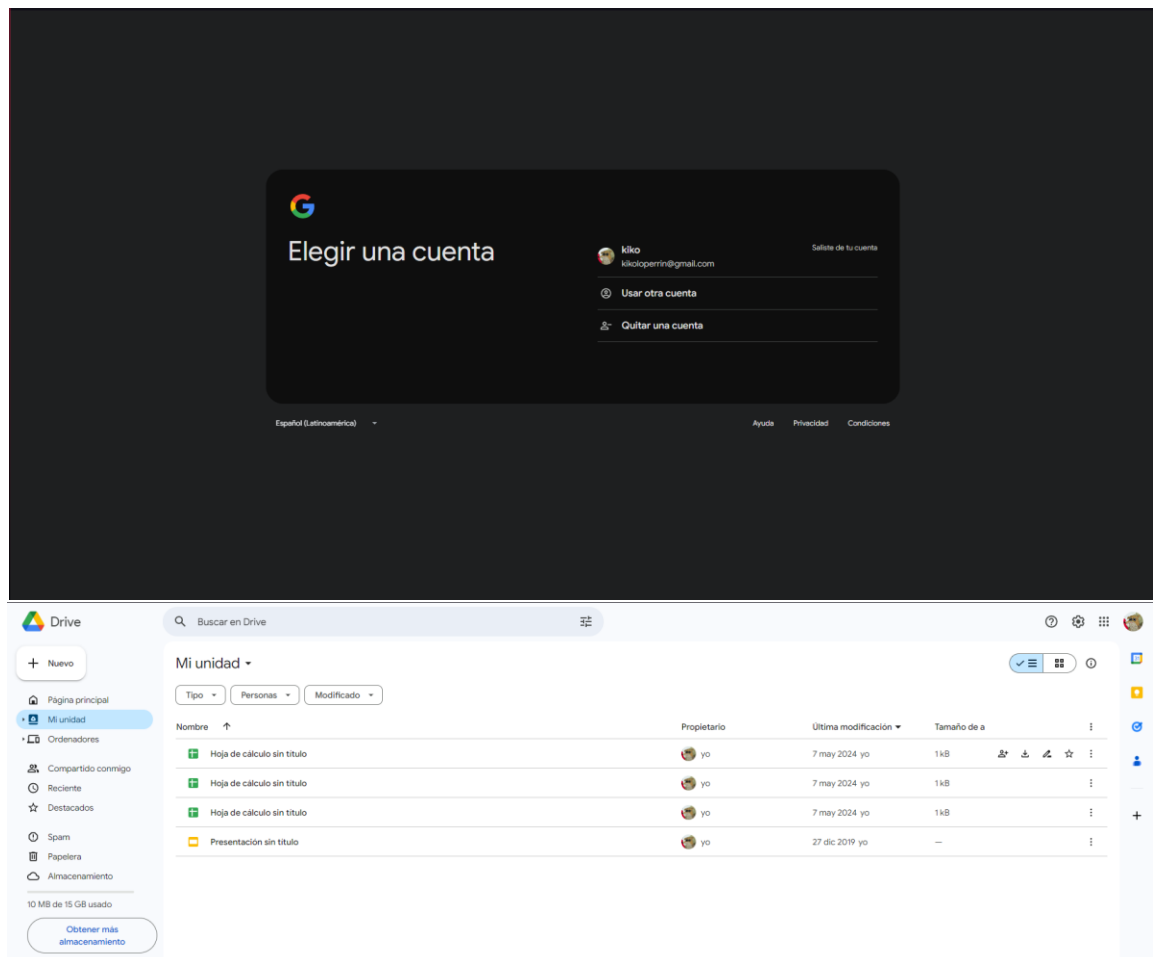 Elegir una cuenta
kiko
kikoloperrin@gmail.com
Saliste de tu cuenta
Usar otra cuenta
Quitar una cuenta
Español (Latinoamérica)
Ayuda Privacidad Condiciones
Drive
Buscar en Drive
Nuevo
Página principal
Mi unidad
Ordenadores
Compartido conmigo
Reciente
Destacados
Spam
Papelera
Almacenamiento
10 MB de 15 GB usado
Obtener más
almacenamiento
Mi unidad
Tipo Personas Modificado
Nombre Propietario Última modificación Tamaño de a
Hoja de cálculo sin título yo 7 may 2024 yo 1 kB
Hoja de cálculo sin título yo 7 may 2024 yo 1 kB
Hoja de cálculo sin título yo 7 may 2024 yo 1 kB
Presentación sin título yo 27 dic 2019 yo —